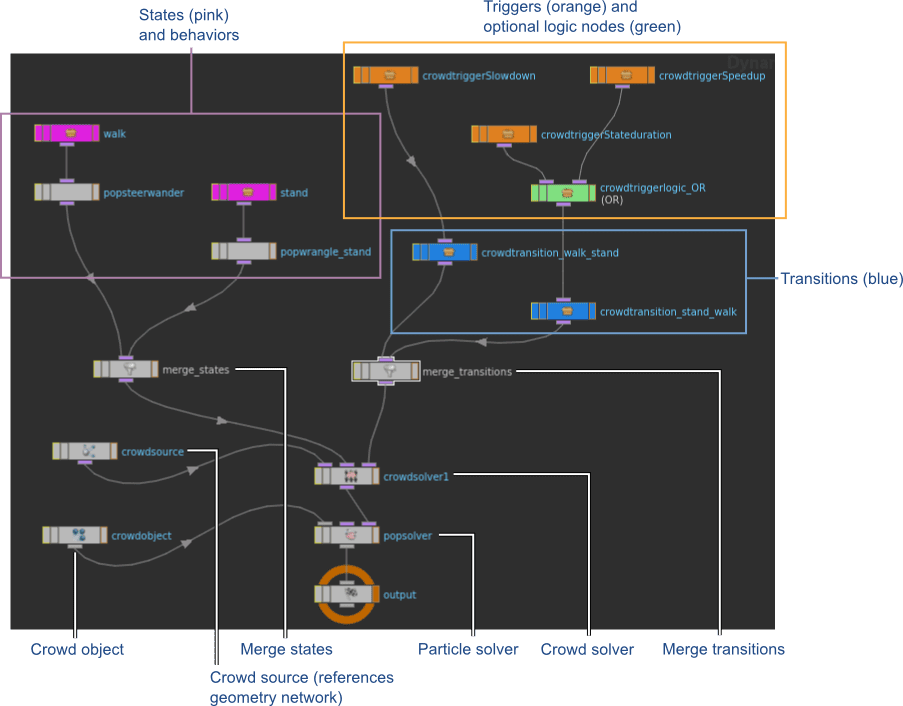 States (pink)
and behaviors
Triggers (orange) and
optional logic nodes (green)
crowdtriggerSlowdown
crowdtriggerSpeedup
walk
crowdtriggerStateduration
popsteerwander
stand
crowdtriggerlogic_OR
(OR)
popwrangle_stand
crowdtransition_walk_stand
Transitions (blue)
crowdtransition_stand_walk
merge_states
merge_transitions
crowdsource
crowdsolver1
crowdobject
popsolver
output
Crowd object
Merge states
Particle solver
Crowd solver
Merge transitions
Crowd source (references
geometry network)